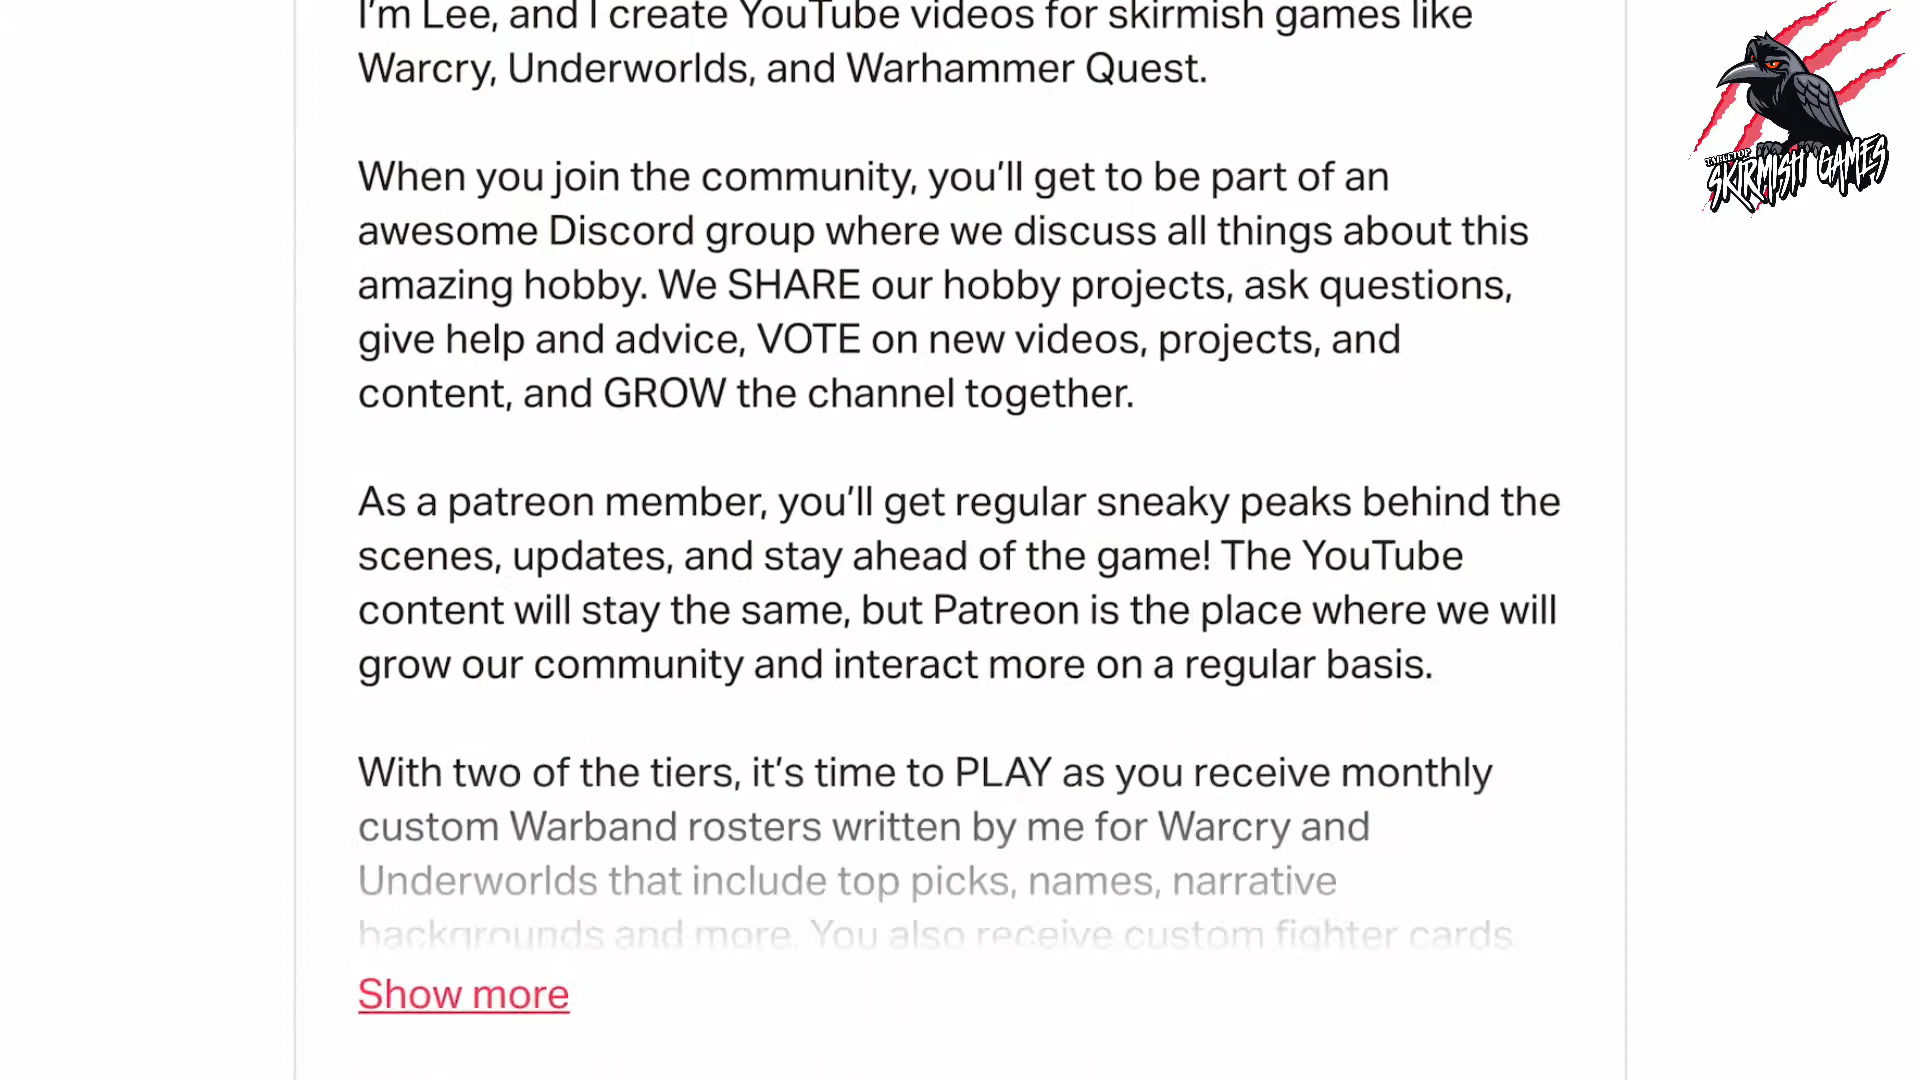 I’m Lee, and I create YouTube videos for skirmish games like
Warcry, Underworlds, and Warhammer Quest.
When you join the community, you’ll get to be part of an
awesome Discord group where we discuss all things about this
amazing hobby. We SHARE our hobby projects, ask questions,
give help and advice, VOTE on new videos, projects, and
content, and GROW the channel together.
As a patreon member, you’ll get regular sneaky peaks behind the
scenes, updates, and stay ahead of the game! The YouTube
content will stay the same, but Patreon is the place where we will
grow our community and interact more on a regular basis.
With two of the tiers, it’s time to PLAY as you receive monthly
custom Warband rosters written by me for Warcry and
Underworlds that include top picks, names, narrative
backgrounds and more. You also receive custom fighter cards
Show more
TABLETOP
SKIRMISH GAMES